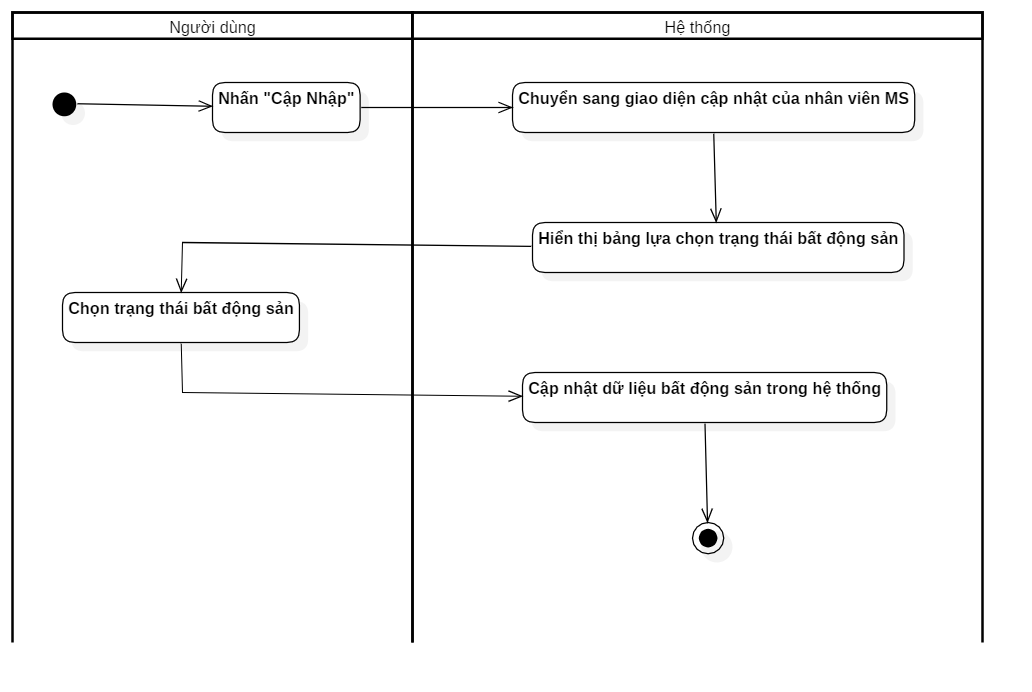 Người dùng
Hệ thống
Nhấn "Cập Nhập"
Chuyển sang giao diện cập nhật của nhân viên MS
Hiển thị bảng lựa chọn trạng thái bất động sản
Chọn trạng thái bất động sản
Cập nhật dữ liệu bất động sản trong hệ thống